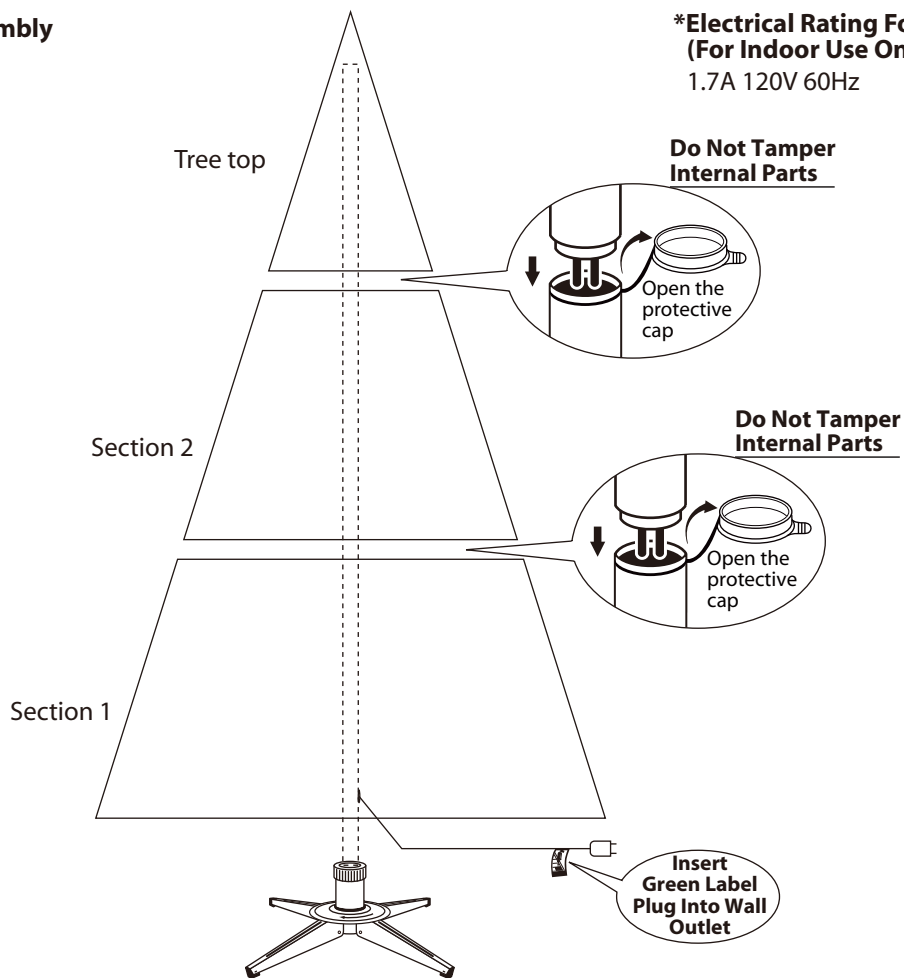 mbly
*Electrical Rating Fo
(For Indoor Use On
1.7A 120V 60Hz
Tree top
Do Not Tamper
Internal Parts
Open the
protective
cap
Section 2
Do Not Tamper
Internal Parts
Open the
protective
cap
Section 1
Insert
Green Label
Plug Into Wall
Outlet